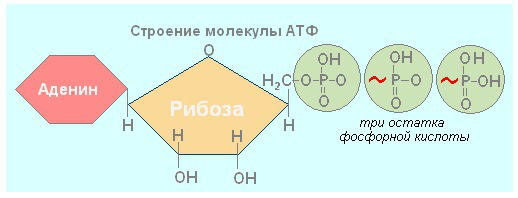 Строение молекулы АТФ
O
OH OH OH
H₂C O–P–O ~P–O ~P–OH
O O O
Аденин
Рибоза
H H H H
OH OH
три остатка
фосфорной кислоты